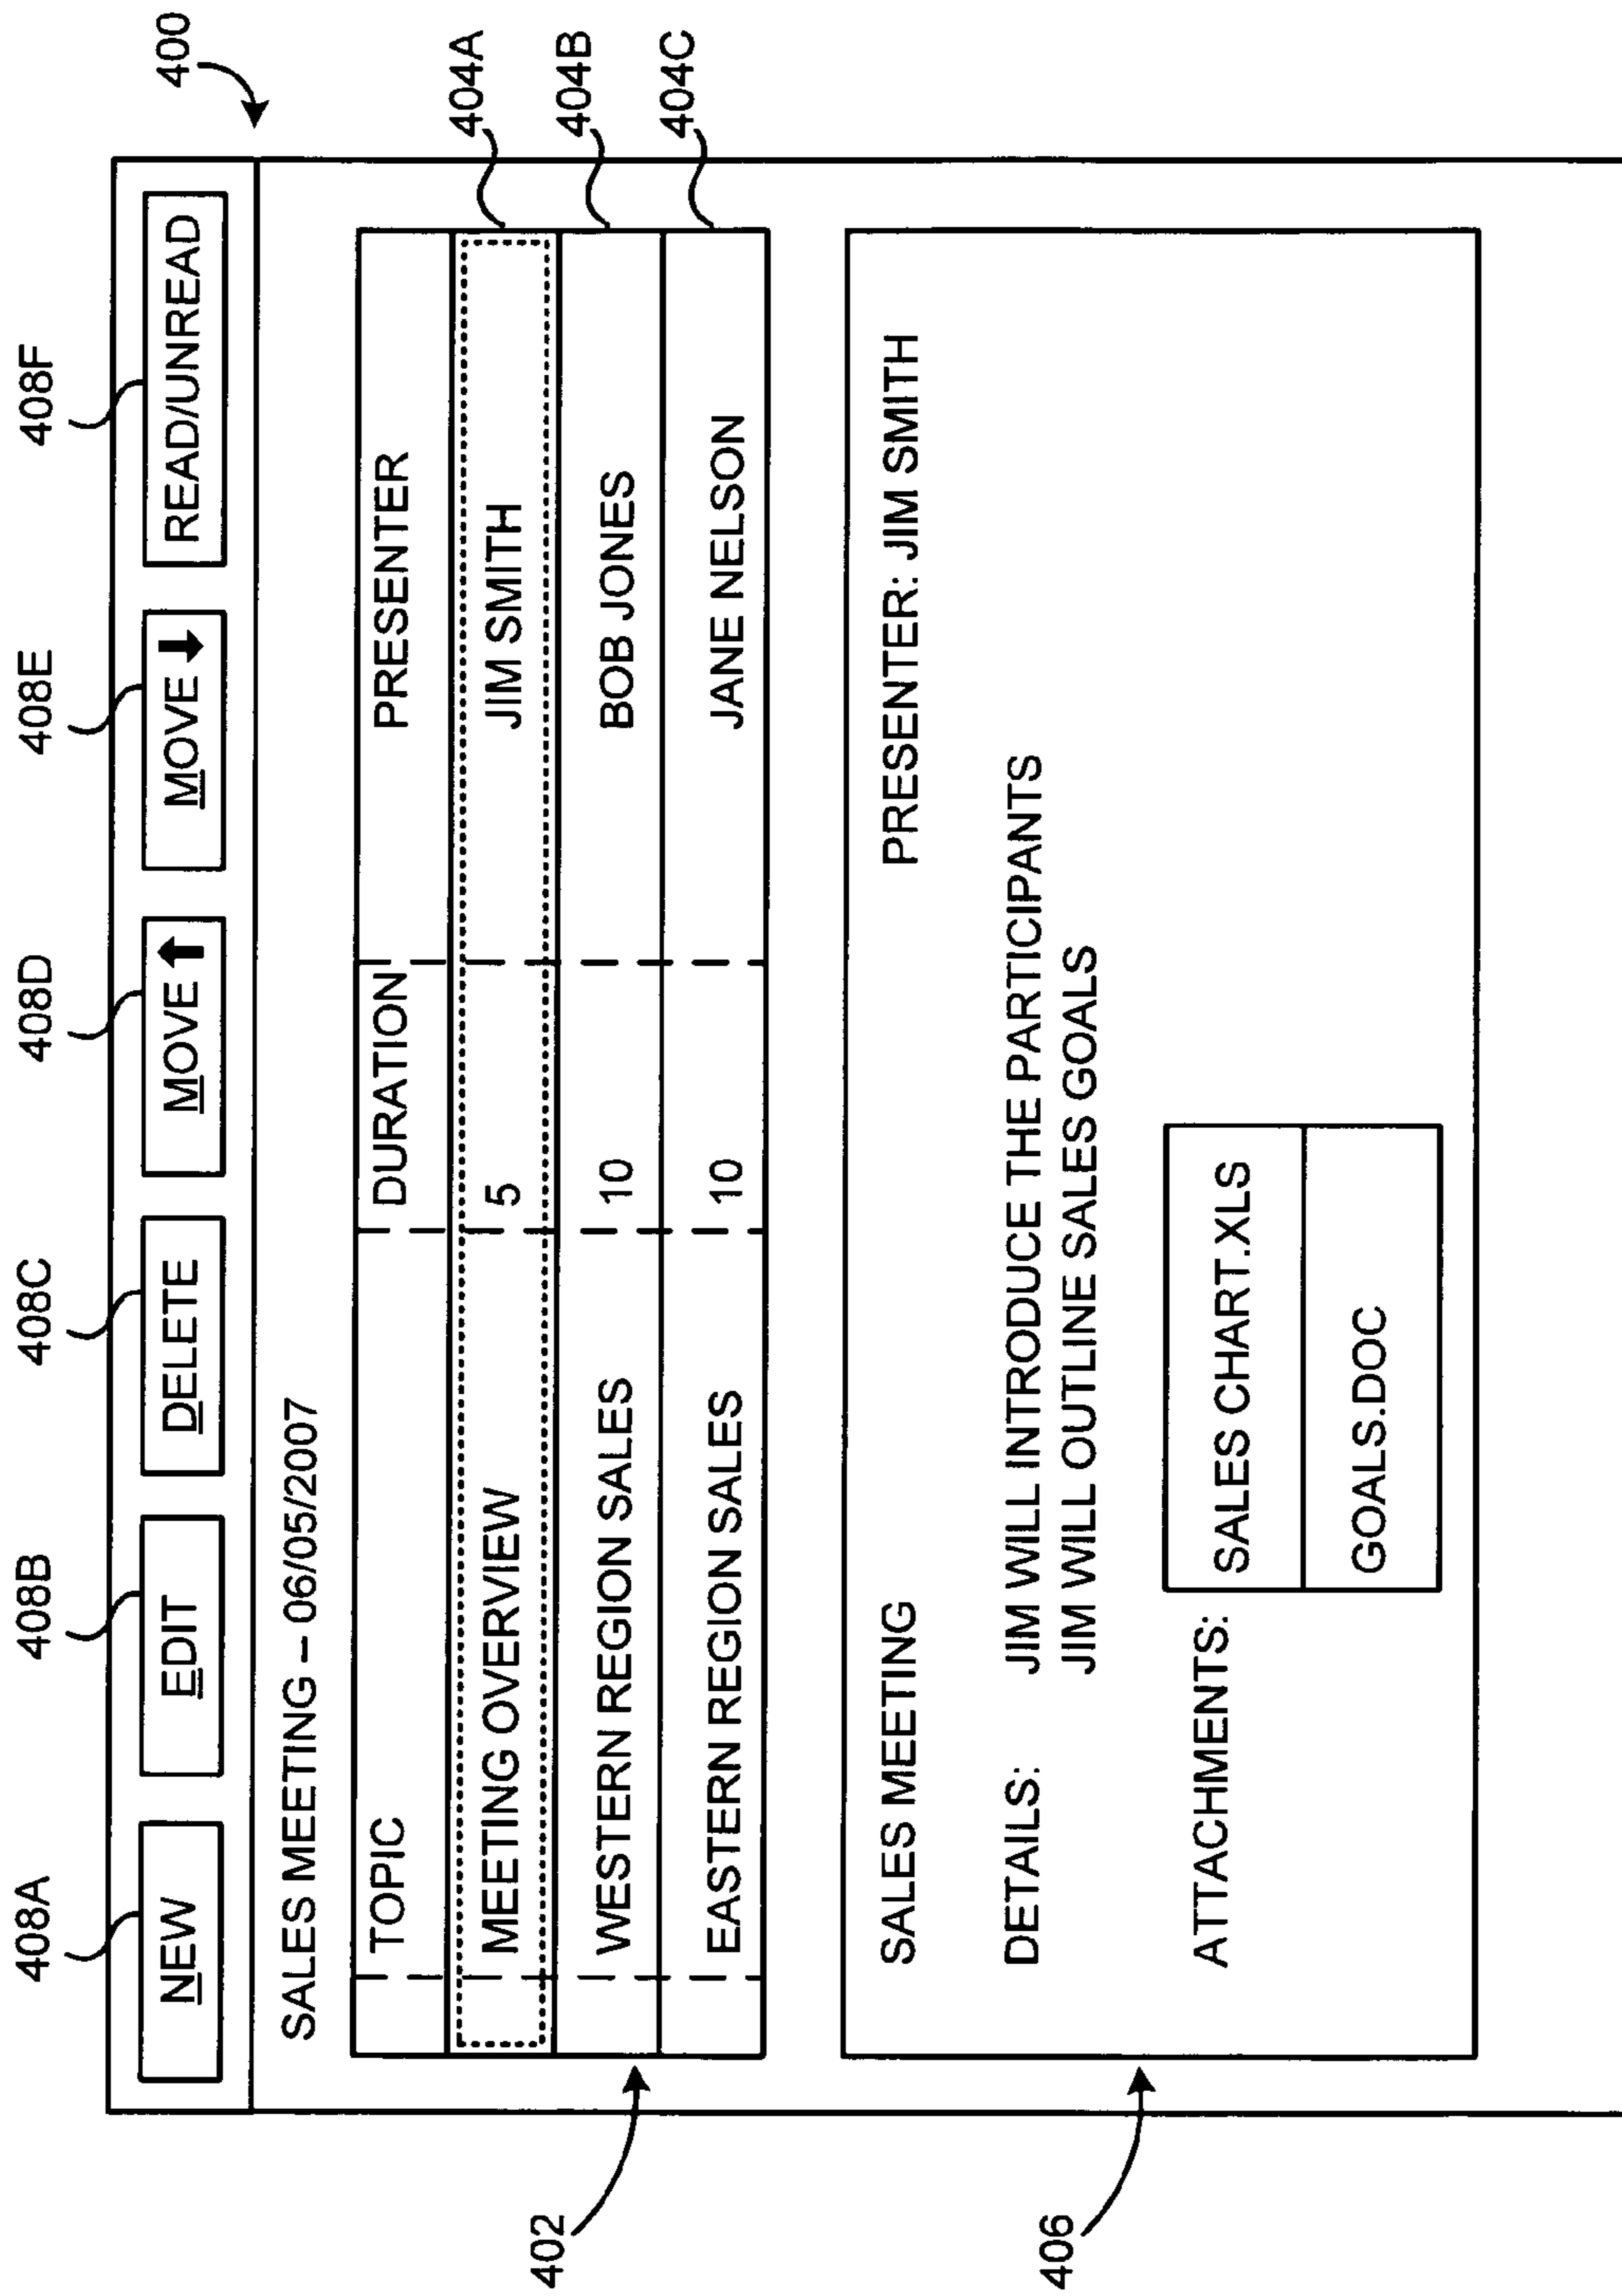 408A 408B 408C 408D 408E 408F
400
NEW EDIT DELETE MOVE MOVE READ/UNREAD
SALES MEETING – 06/05/2007
TOPIC DURATION PRESENTER
MEETING OVERVIEW 5 JIM SMITH 404A
WESTERN REGION SALES 10 BOB JONES 404B
EASTERN REGION SALES 10 JANE NELSON 404C
402
SALES MEETING PRESENTER: JIM SMITH
DETAILS: JIM WILL INTRODUCE THE PARTICIPANTS
JIM WILL OUTLINE SALES GOALS
406
ATTACHMENTS: SALES CHART.XLS
GOALS.DOC